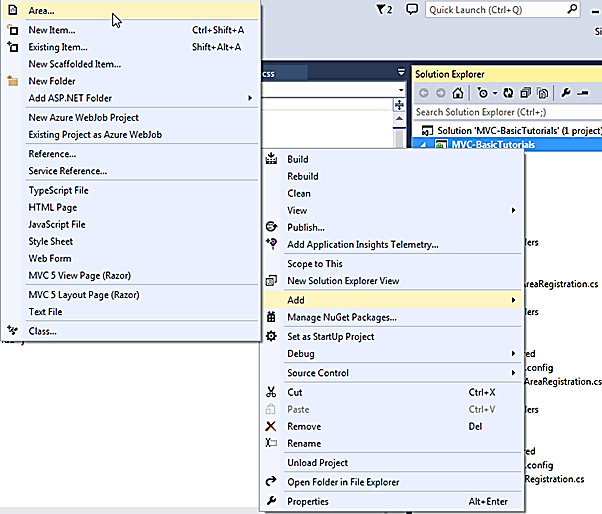 Area...
New Item... Ctrl+Shift+A
Existing Item... Shift+Alt+A
New Scaffolded Item...
New Folder
Add ASP.NET Folder
New Azure WebJob Project
Existing Project as Azure WebJob
Reference...
Service Reference...
TypeScript File
HTML Page
JavaScript File
Style Sheet
Web Form
MVC 5 View Page (Razor)
MVC 5 Layout Page (Razor)
Text File
Class...
2
Quick Launch (Ctrl+Q)
Si
css
Solution Explorer
Search Solution Explorer (Ctrl+;)
Solution 'MVC-BasicTutorials' (1 project)
MVC-BasicTutorials
Build
Rebuild
Clean
View
Publish...
Add Application Insights Telemetry...
Scope to This
New Solution Explorer View
Add
Manage NuGet Packages...
Set as StartUp Project
Debug
Source Control
Cut Ctrl+X
Paste Ctrl+V
Remove Del
Rename
Unload Project
Open Folder in File Explorer
Properties Alt+Enter
lers
AreaRegistration.cs
lers
ed
.config
AreaRegistration.cs
lers
ed
.config
eaRegistration.cs